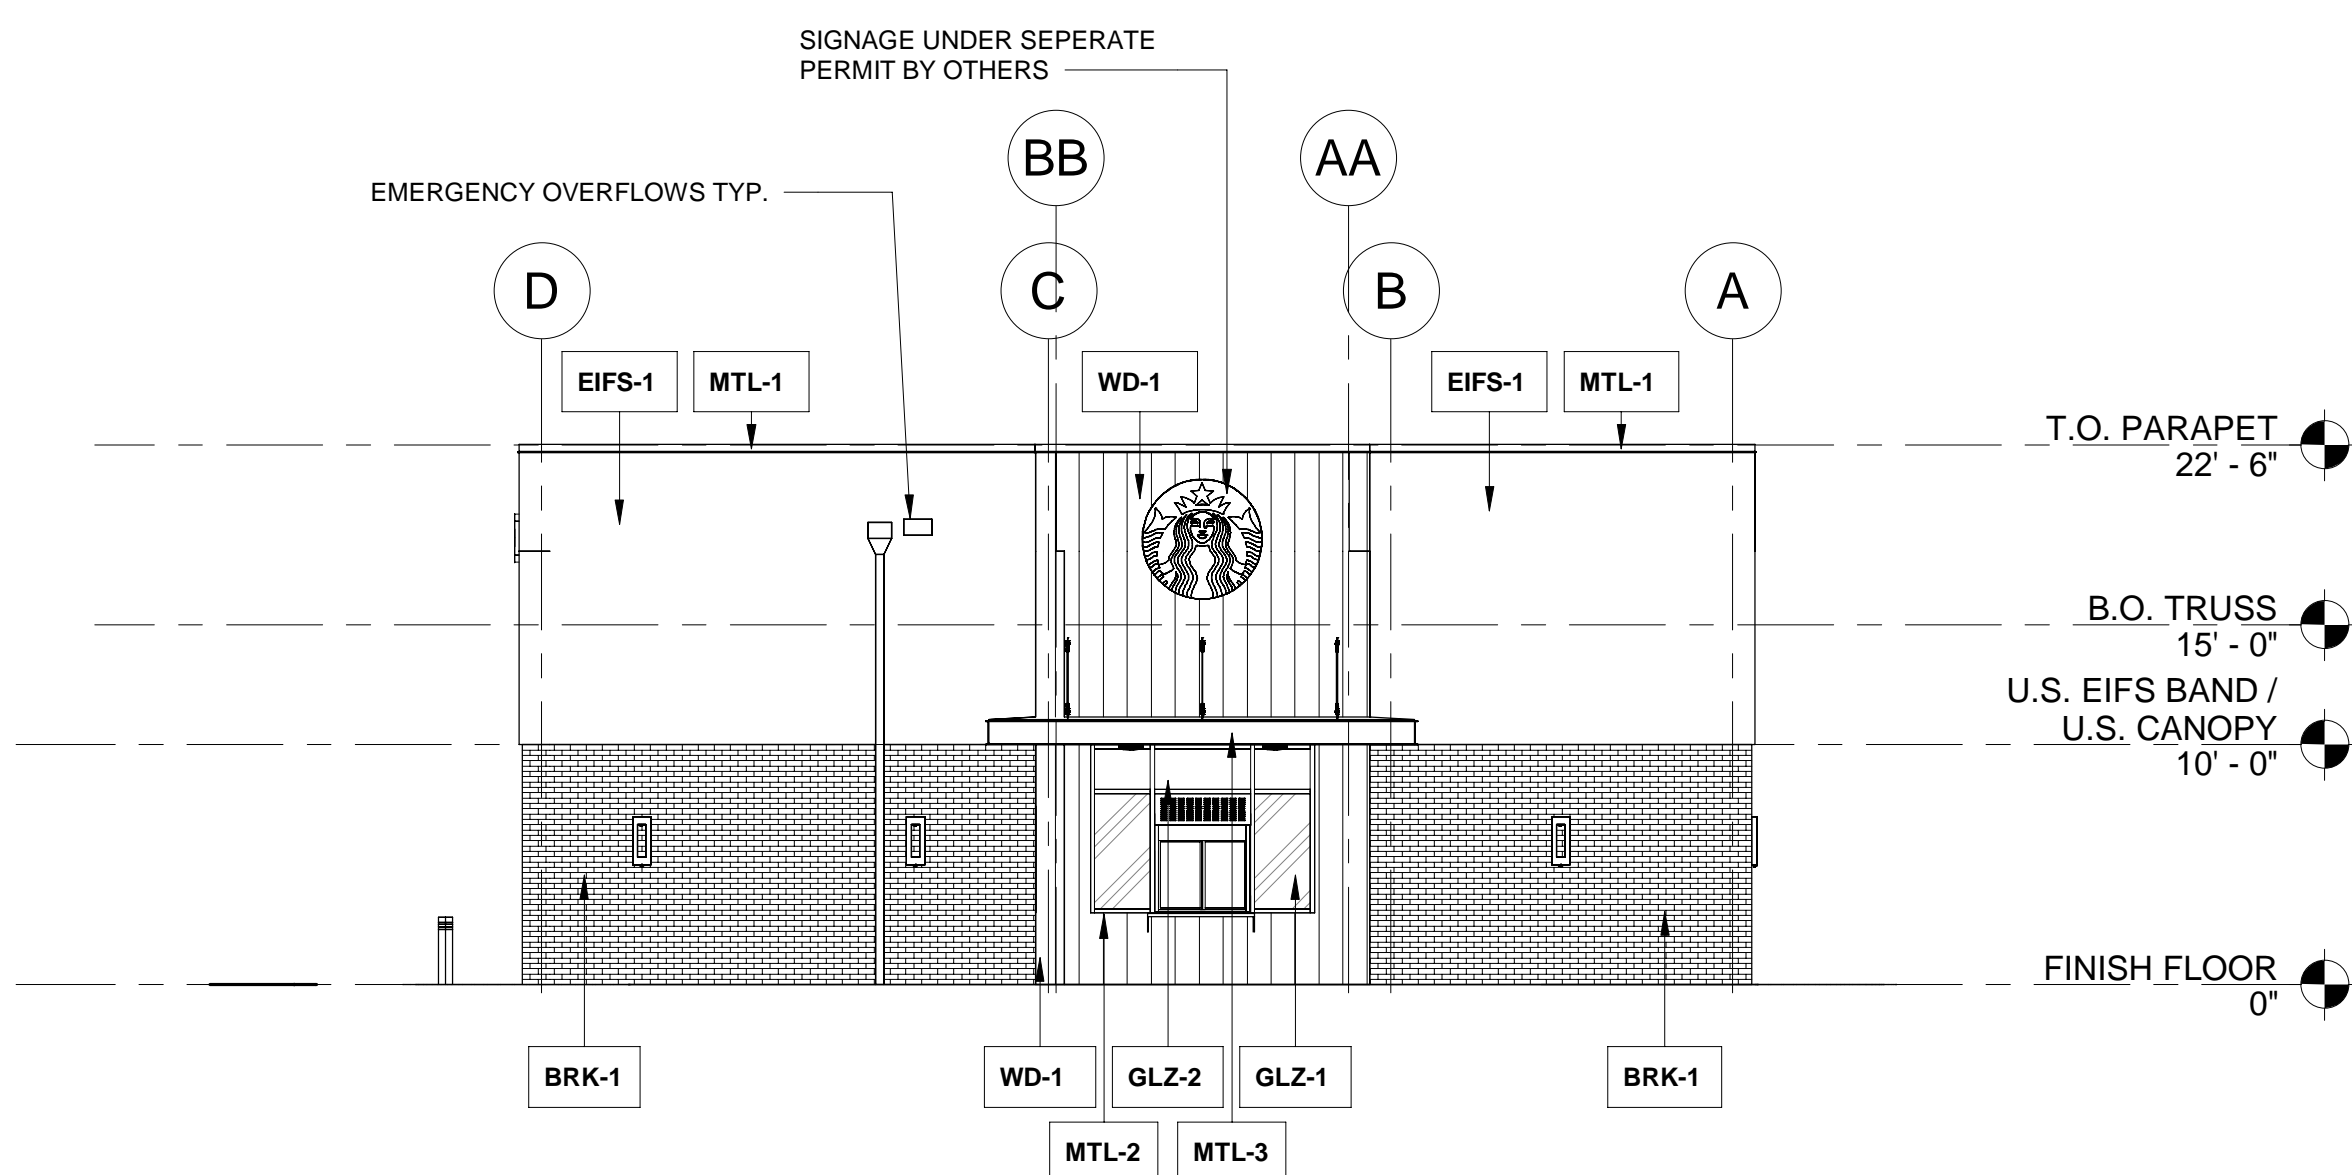 SIGNAGE UNDER SEPERATE
PERMIT BY OTHERS
BB
AA
EMERGENCY OVERFLOWS TYP.
D
C
B
A
EIFS-1
MTL-1
WD-1
EIFS-1
MTL-1
T.O. PARAPET
22' - 6"
B.O. TRUSS
15' - 0"
U.S. EIFS BAND /
U.S. CANOPY
10' - 0"
FINISH FLOOR
0"
BRK-1
WD-1
GLZ-2
GLZ-1
BRK-1
MTL-2
MTL-3